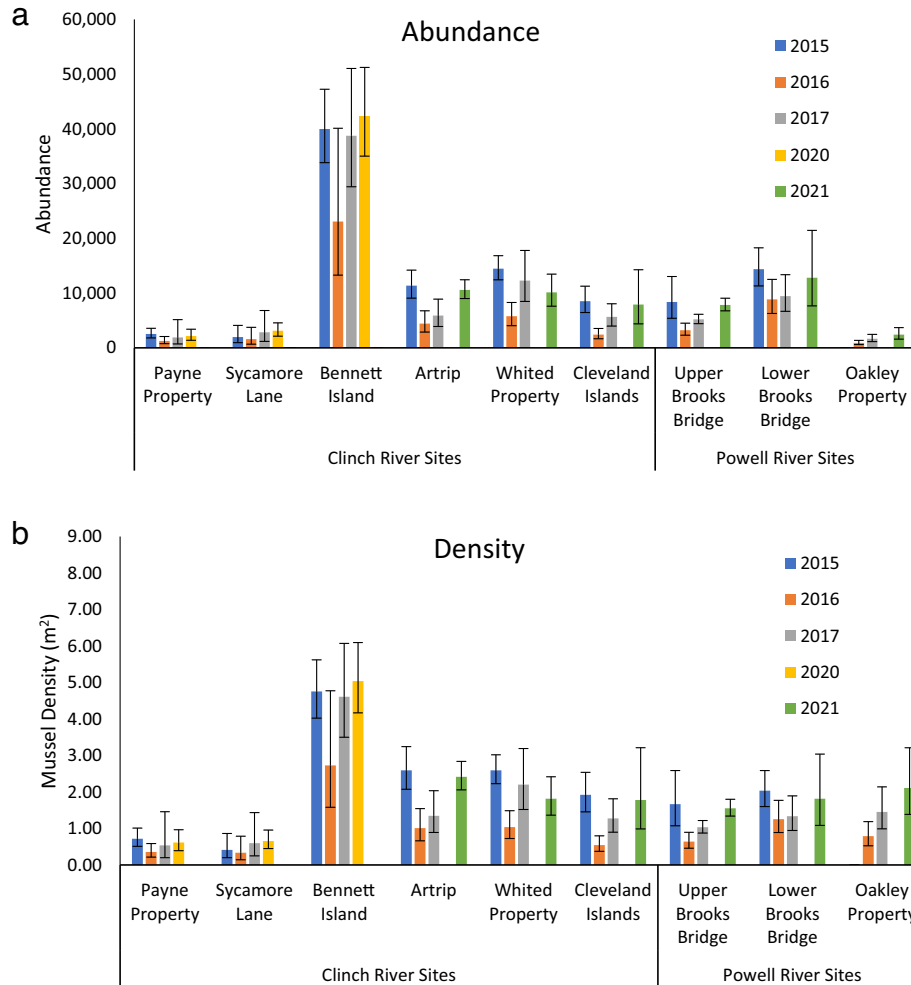 a
Abundance
60,000
50,000
40,000
30,000
20,000
10,000
0
Abundance
2015
2016
2017
2020
2021
Payne Property
Sycamore Lane
Bennett Island
Artrip
Whited Property
Cleveland Islands
Upper Brooks Bridge
Lower Brooks Bridge
Oakley Property
Clinch River Sites
Powell River Sites
b
Density
9.00
8.00
7.00
6.00
5.00
4.00
3.00
2.00
1.00
0.00
Mussel Density (m²)
2015
2016
2017
2020
2021
Payne Property
Sycamore Lane
Bennett Island
Artrip
Whited Property
Cleveland Islands
Upper Brooks Bridge
Lower Brooks Bridge
Oakley Property
Clinch River Sites
Powell River Sites